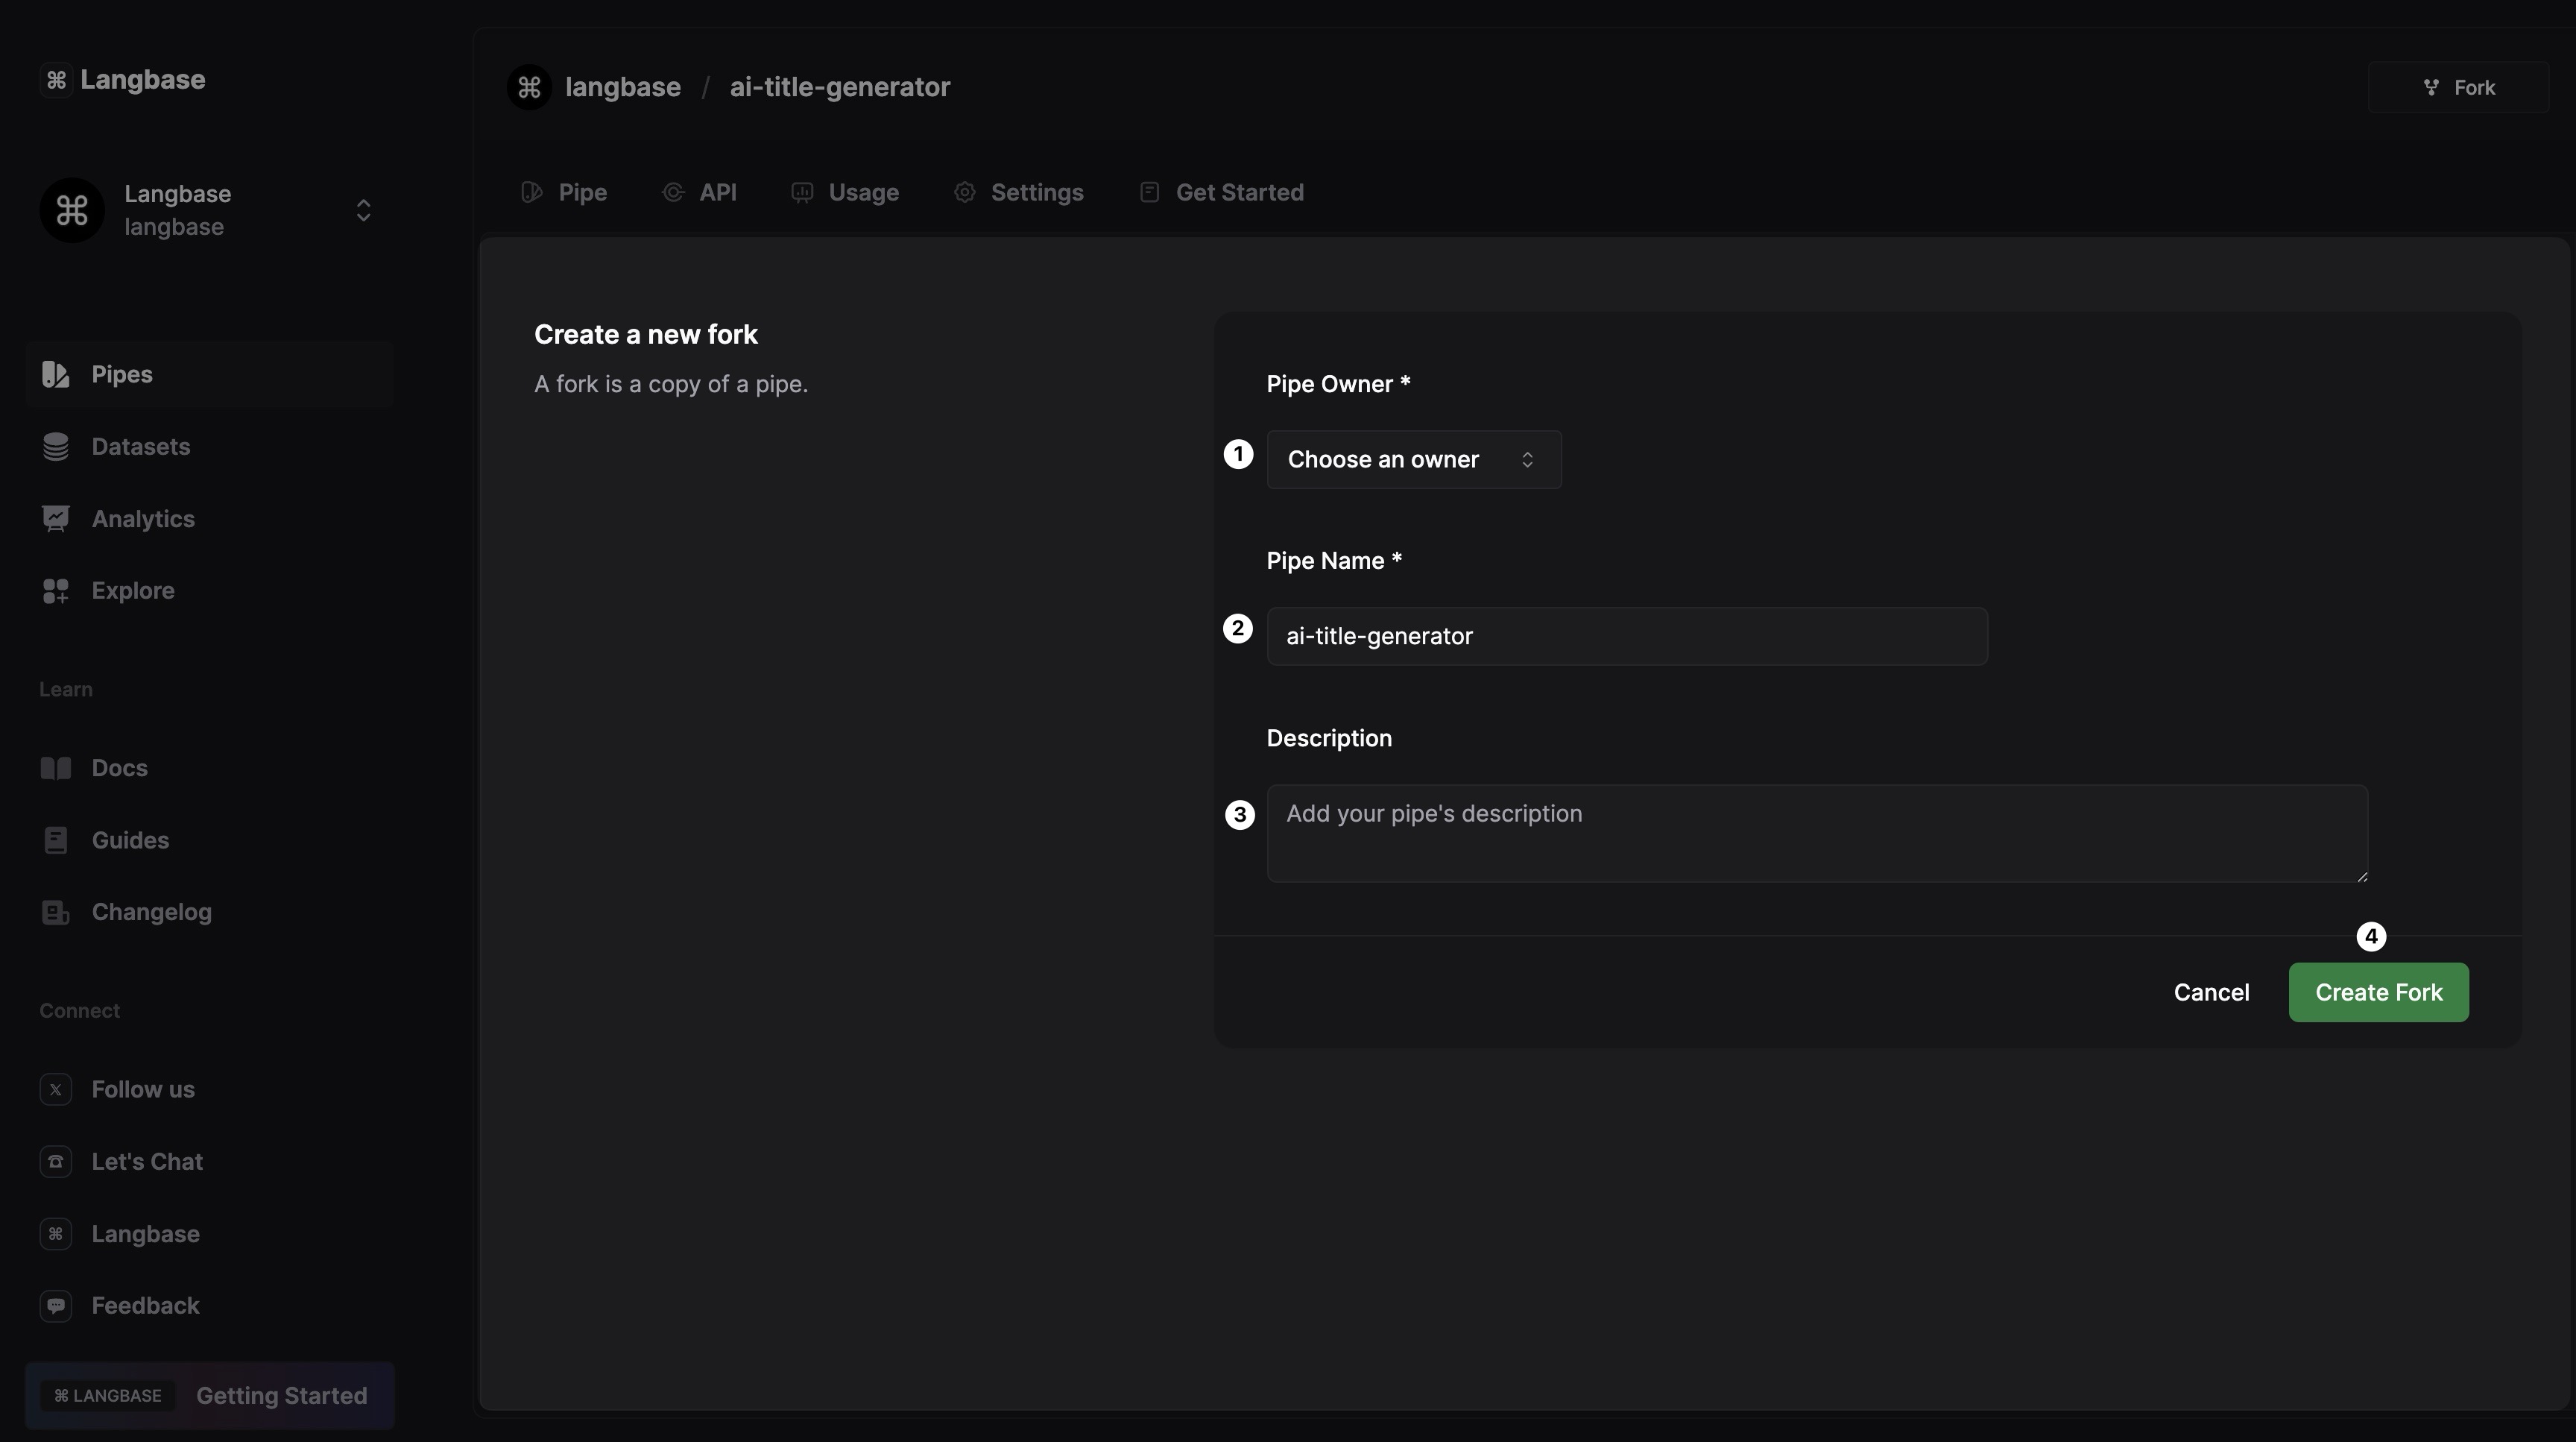 Langbase
Langbase
langbase
Pipes
Datasets
Analytics
Explore
Learn
Docs
Guides
Changelog
Connect
Follow us
Let's Chat
Langbase
Feedback
⌘ LANGBASE Getting Started
langbase / ai-title-generator
Fork
Pipe API Usage Settings Get Started
Create a new fork
A fork is a copy of a pipe.
Pipe Owner *
1 Choose an owner
Pipe Name *
2 ai-title-generator
Description
3 Add your pipe's description
4
Cancel Create Fork